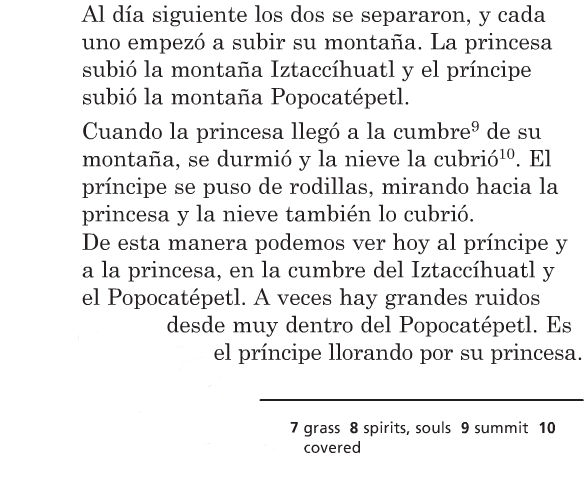 Al día siguiente los dos se separaron, y cada
uno empezó a subir su montaña. La princesa
subió la montaña Iztaccíhuatl y el príncipe
subió la montaña Popocatépetl.
Cuando la princesa llegó a la cumbre⁹ de su
montaña, se durmió y la nieve la cubrió¹⁰. El
príncipe se puso de rodillas, mirando hacia la
princesa y la nieve también lo cubrió.
De esta manera podemos ver hoy al príncipe y
a la princesa, en la cumbre del Iztaccíhuatl y
el Popocatépetl. A veces hay grandes ruidos
desde muy dentro del Popocatépetl. Es
el príncipe llorando por su princesa.
7 grass 8 spirits, souls 9 summit 10
covered